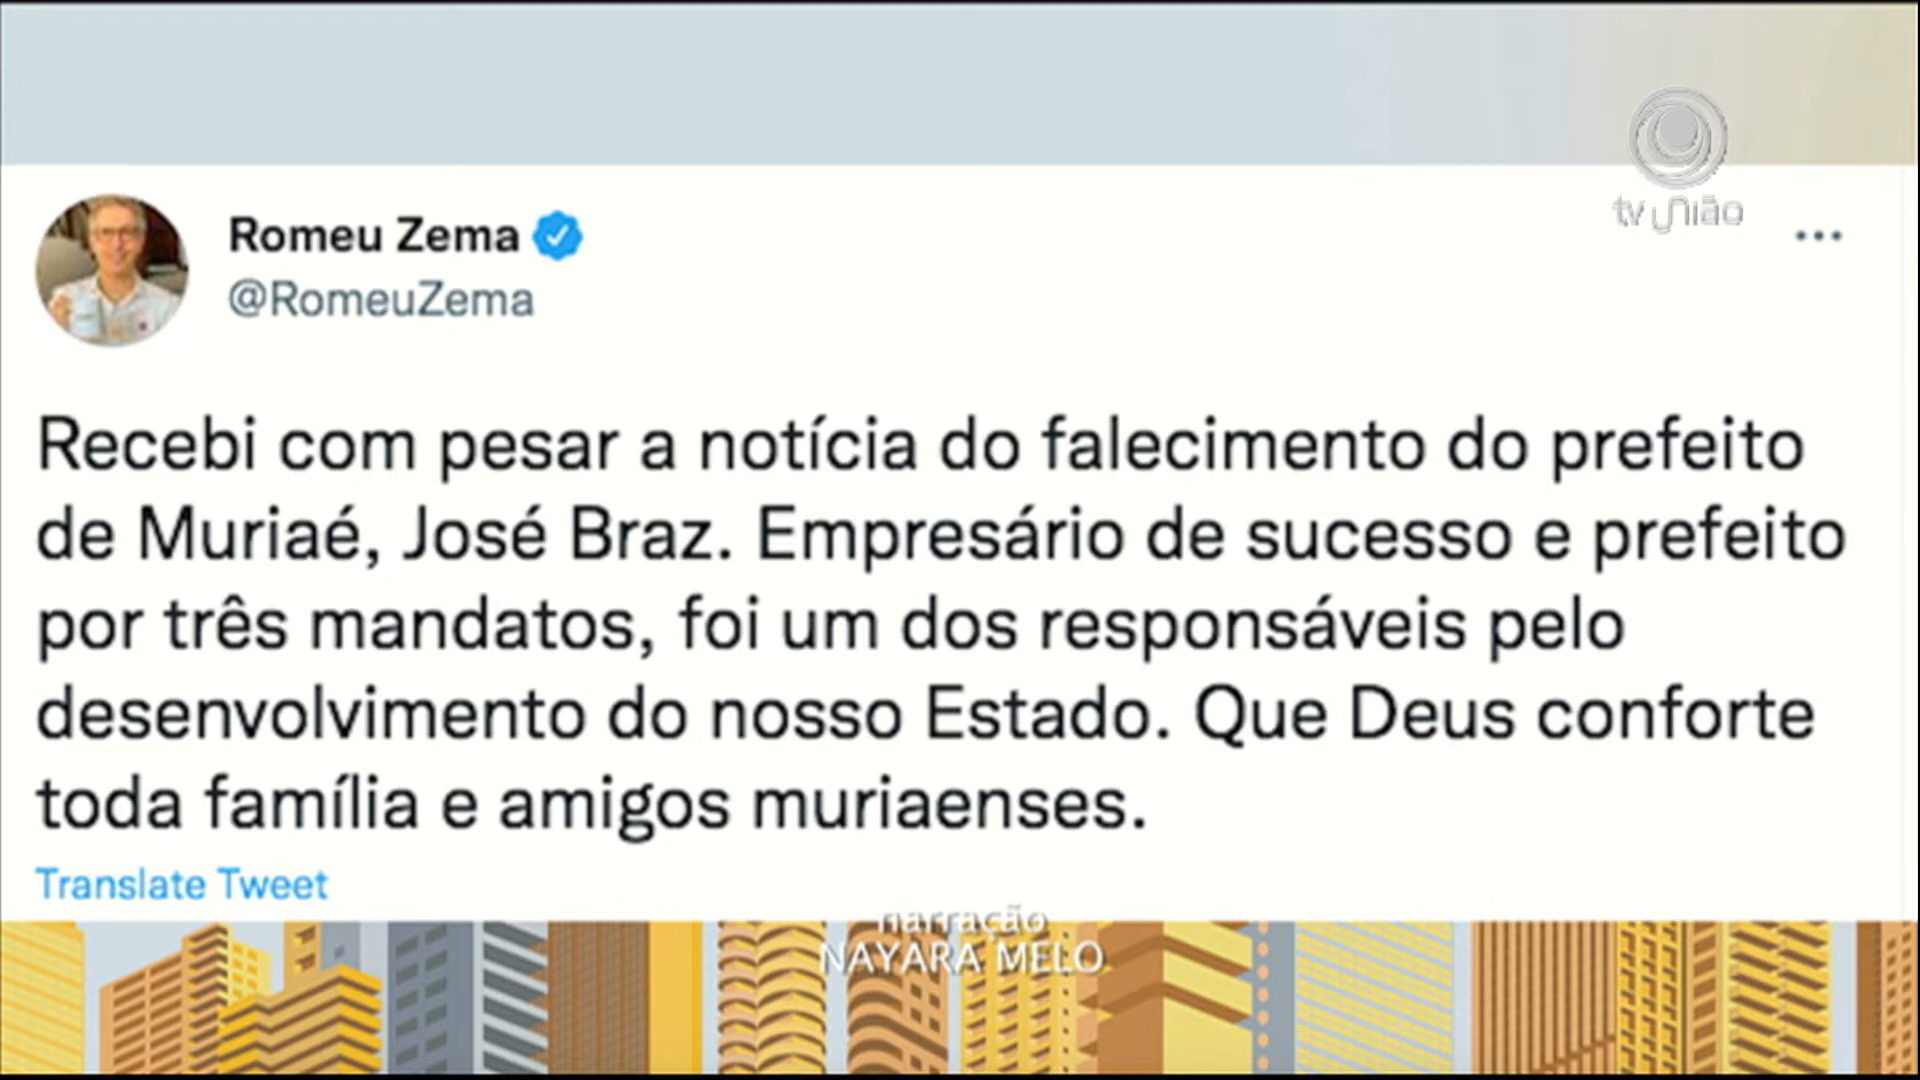 tv união
Romeu Zema
@RomeuZema
Recebi com pesar a notícia do falecimento do prefeito
de Muriaé, José Braz. Empresário de sucesso e prefeito
por três mandatos, foi um dos responsáveis pelo
desenvolvimento do nosso Estado. Que Deus conforte
toda família e amigos muriaenses.
Translate Tweet
narração
NAYARA MELO